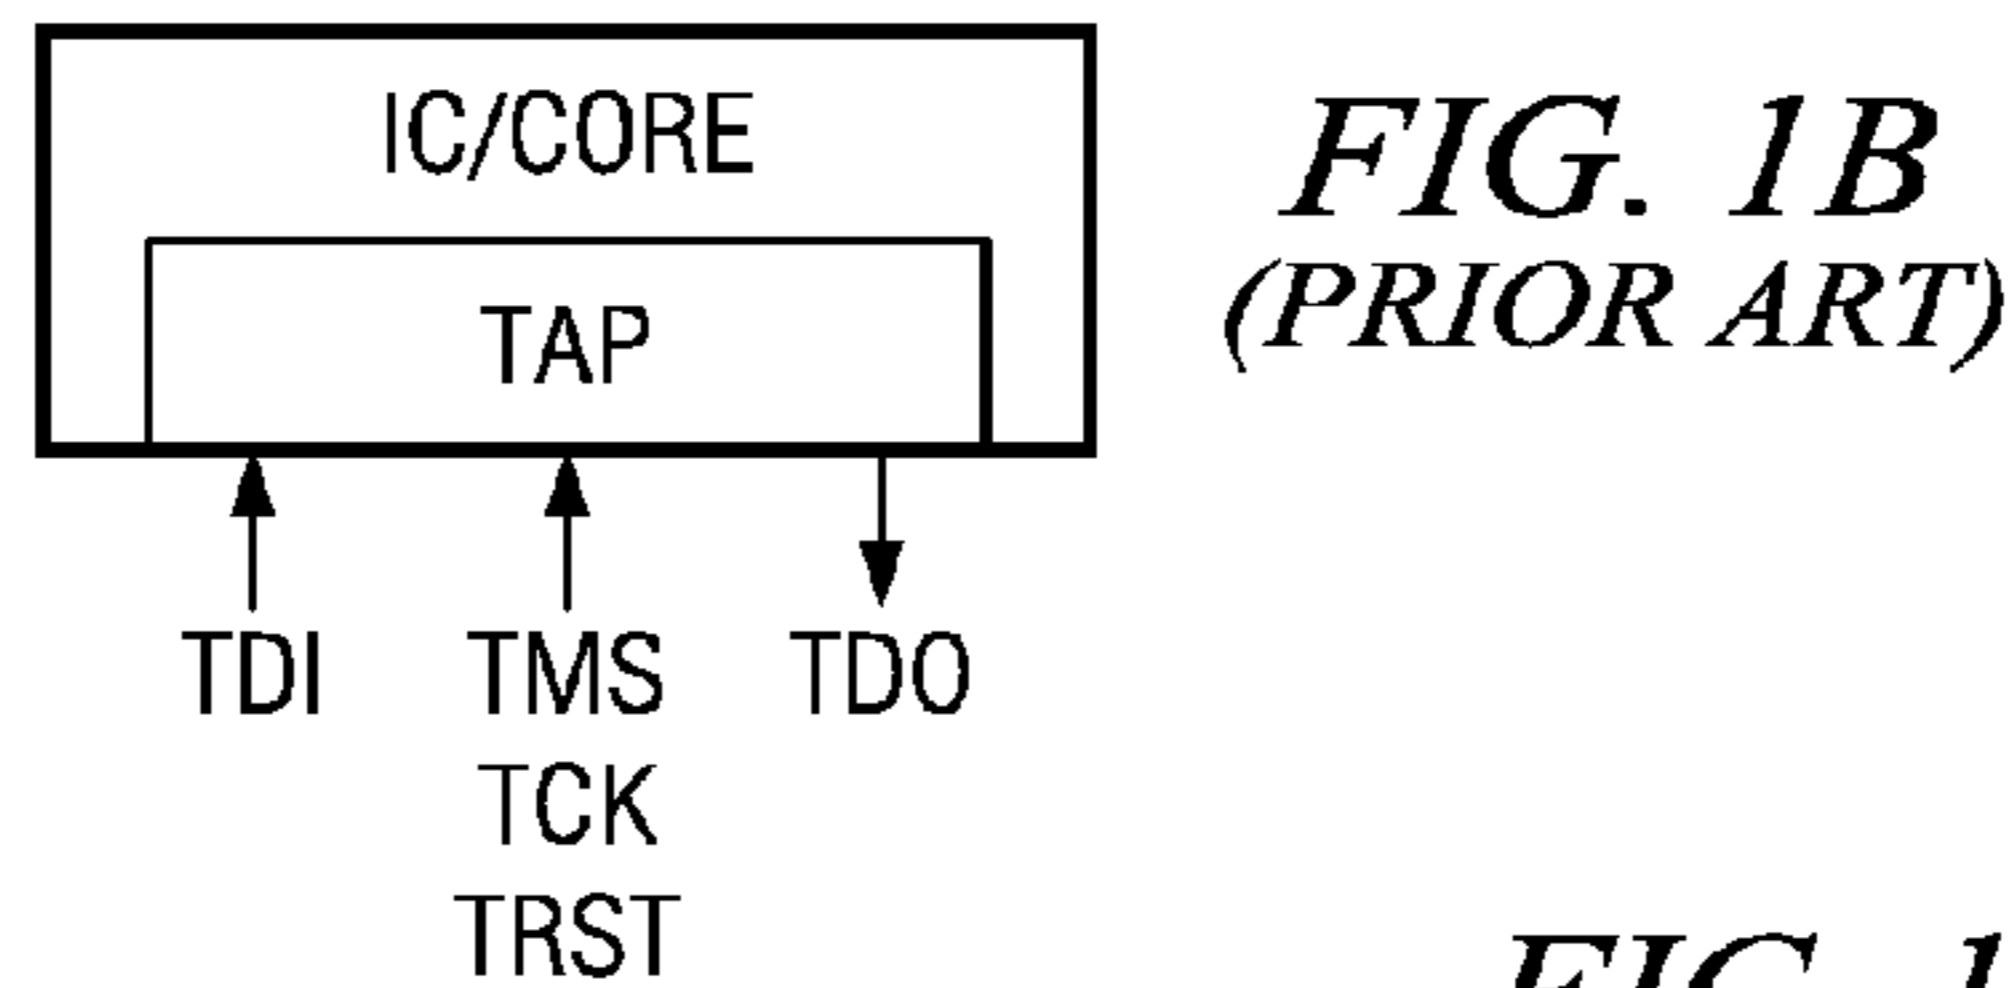 IC/CORE
FIG. 1B
(PRIOR ART)
TAP
TDI TMS TDO
TCK
TRST